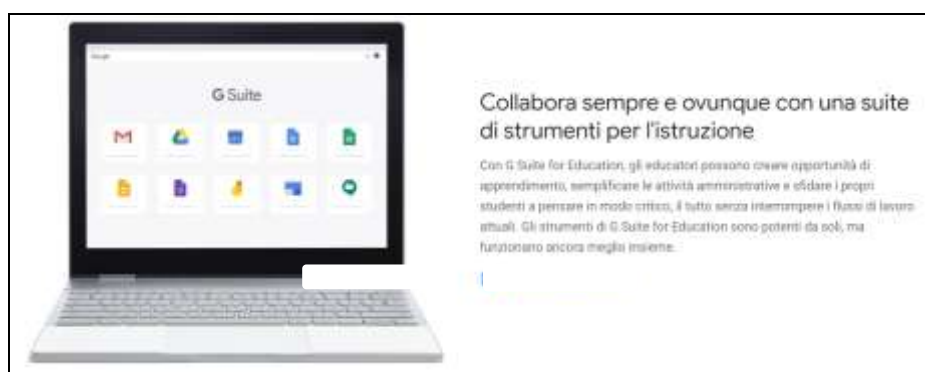 Google
G Suite
Collabora sempre e ovunque con una suite
di strumenti per l'istruzione
Con G Suite for Education, gli educatori possono creare opportunità di
apprendimento, semplificare le attività amministrative e sfidare i propri
studenti a pensare in modo critico, il tutto senza interrompere i flussi di lavoro
attuali. Gli strumenti di G Suite for Education sono potenti da soli, ma
funzionano ancora meglio insieme.